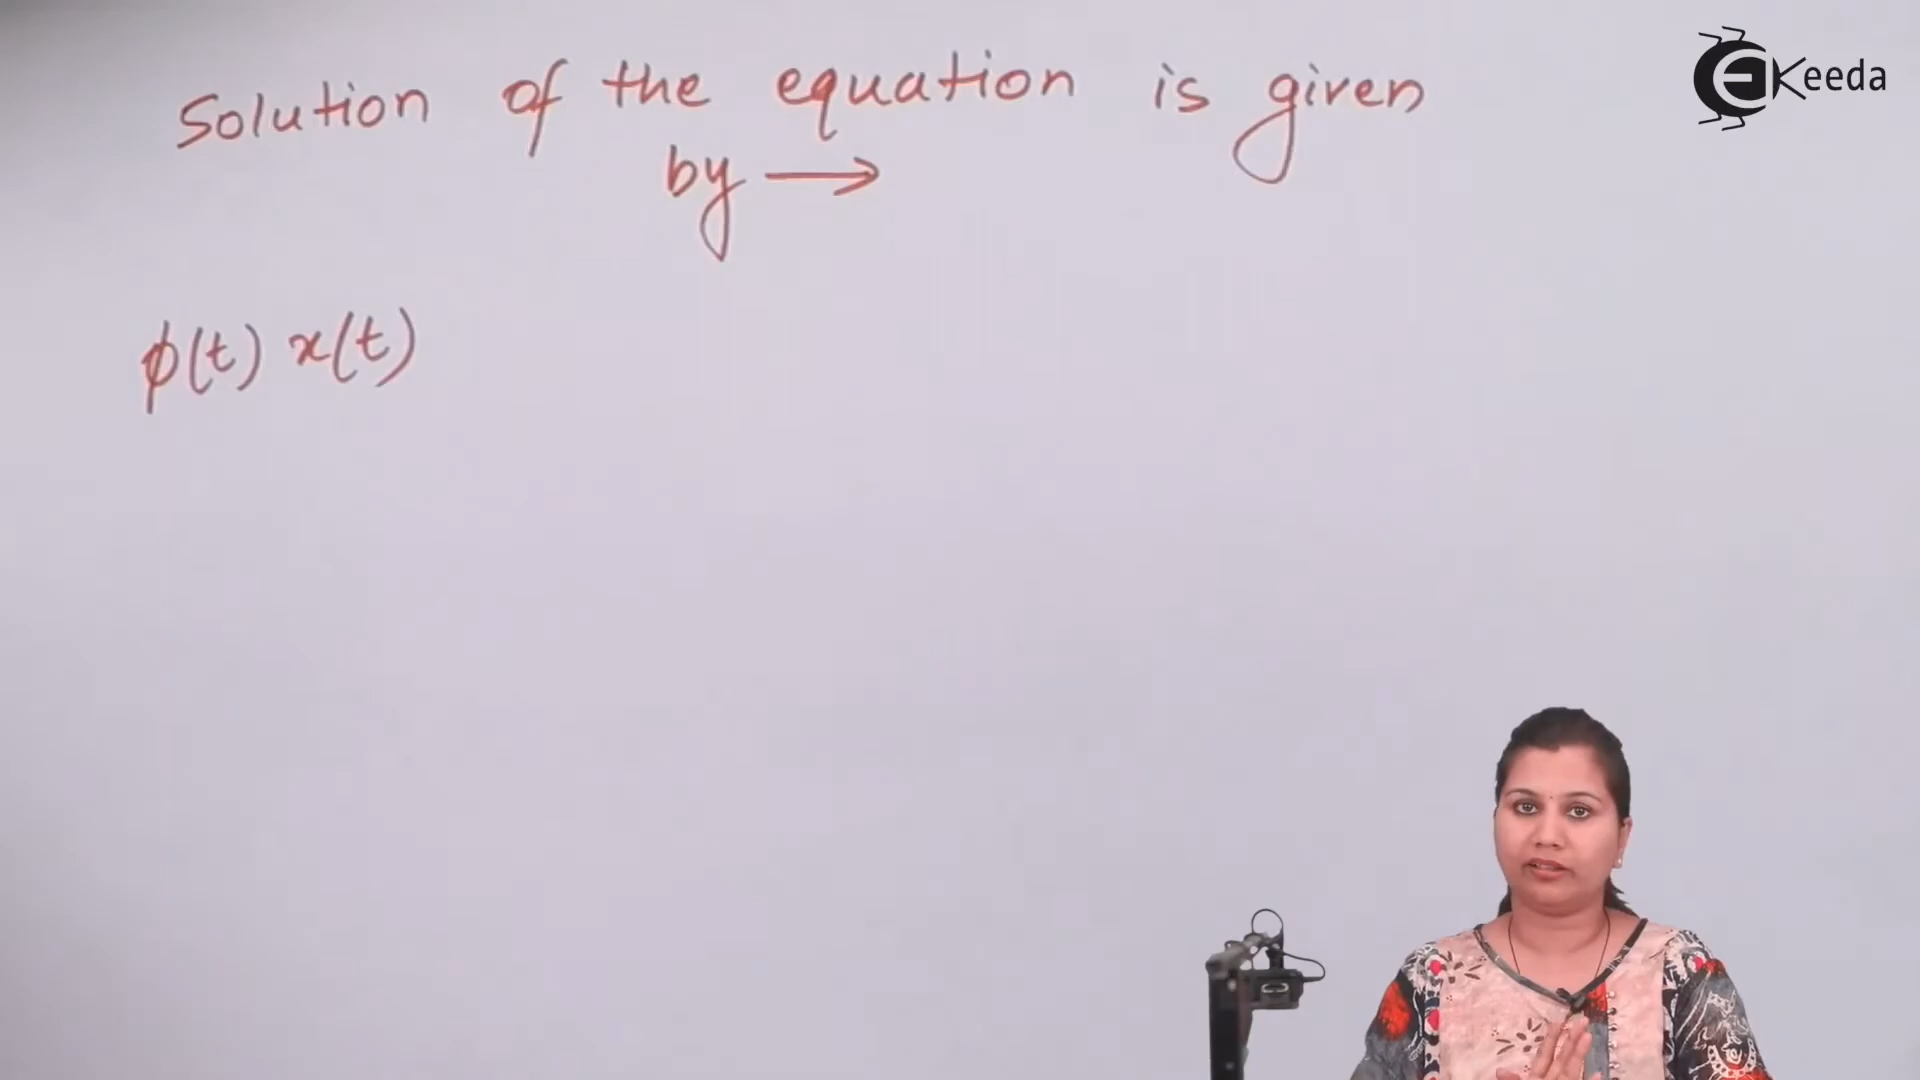 Solution of the equation is given
by →
ϕ(t) x(t)
EKeeda